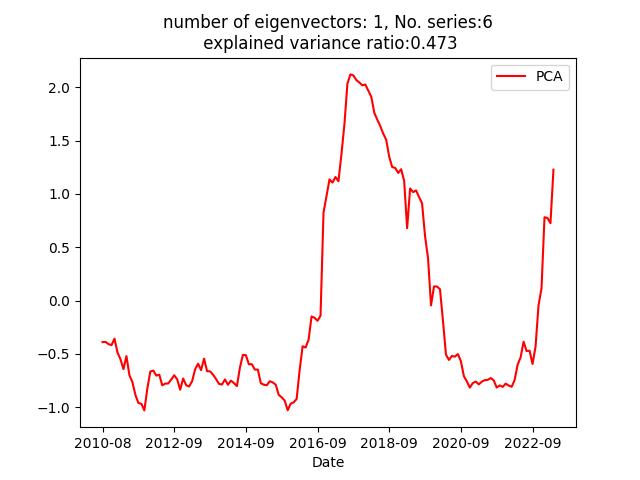 number of eigenvectors: 1, No. series:6
explained variance ratio:0.473
PCA
2.0
1.5
1.0
0.5
0.0
−0.5
−1.0
2010-08 2012-09 2014-09 2016-09 2018-09 2020-09 2022-09
Date